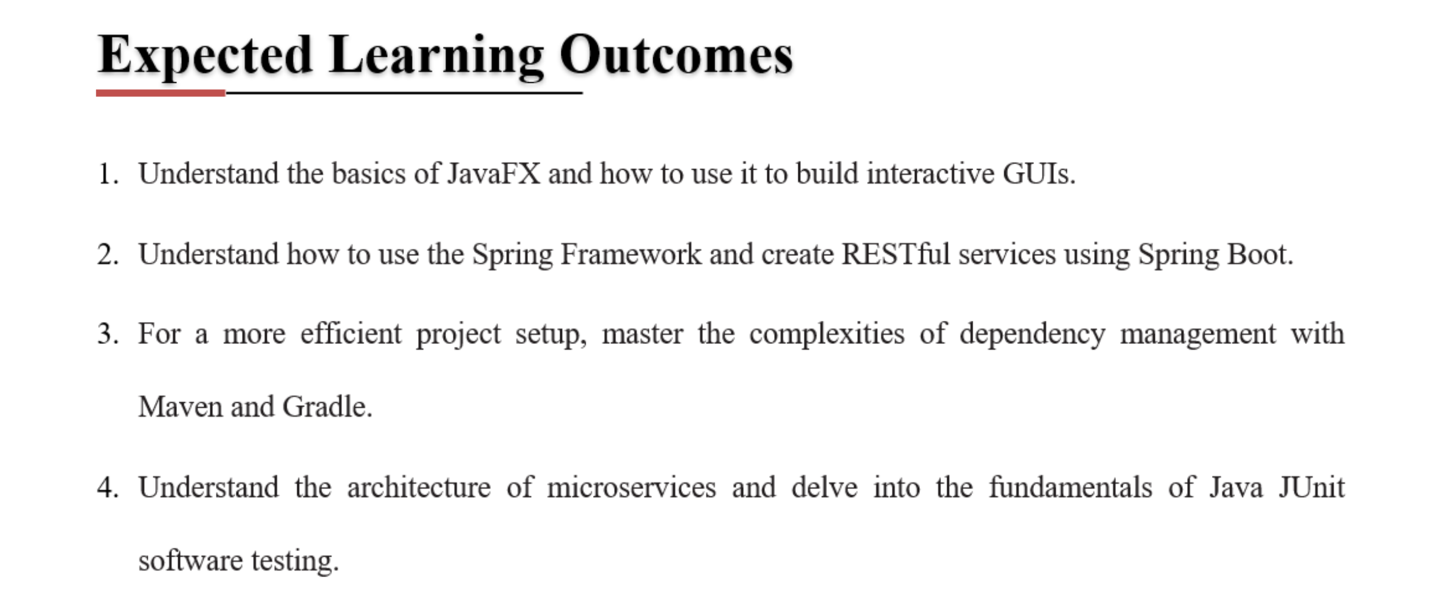 Expected Learning Outcomes
1. Understand the basics of JavaFX and how to use it to build interactive GUIs.
2. Understand how to use the Spring Framework and create RESTful services using Spring Boot.
3. For a more efficient project setup, master the complexities of dependency management with
Maven and Gradle.
4. Understand the architecture of microservices and delve into the fundamentals of Java JUnit
software testing.